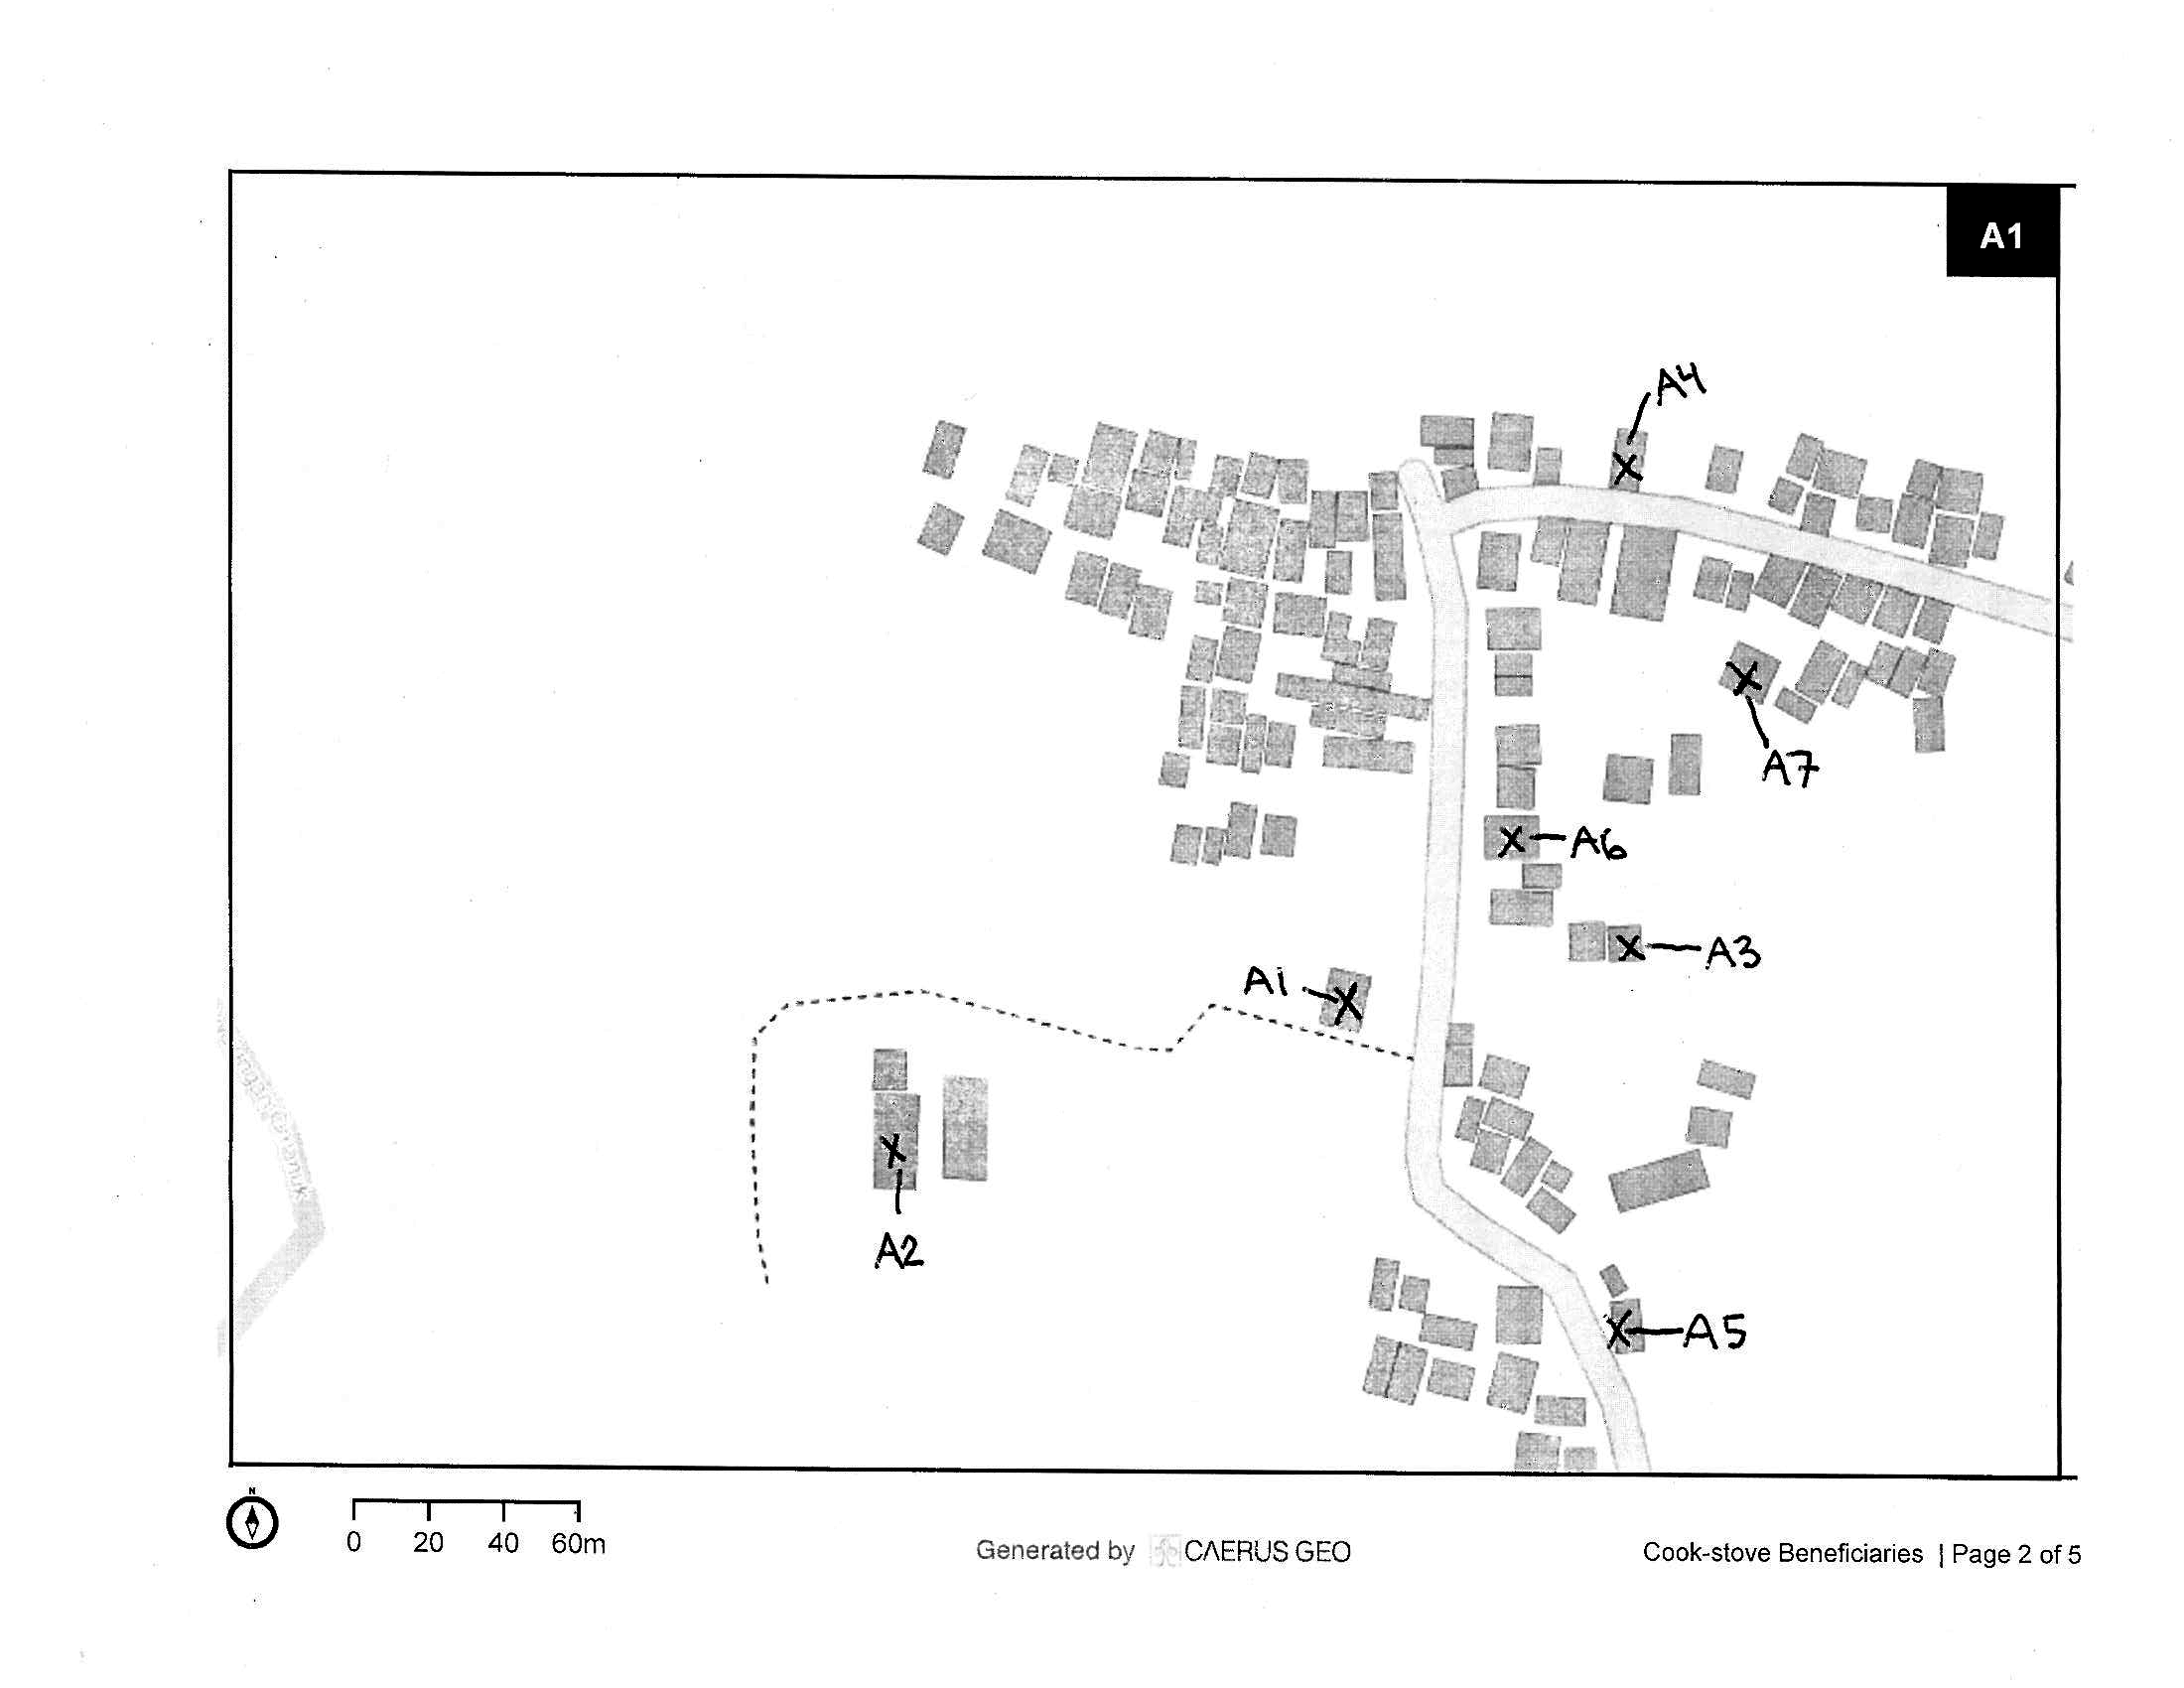 A1
A4
A7
A6
A3
A1
A2
A5
N
0 20 40 60m
Generated by CΛERUS GEO
Cook-stove Beneficiaries | Page 2 of 5